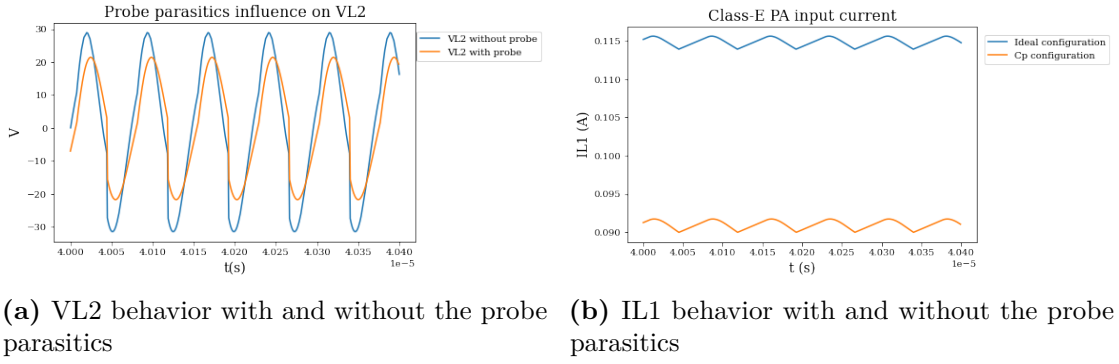 Probe parasitics influence on VL2
30
20
10
0
−10
−20
−30
V
4.000 4.005 4.010 4.015 4.020 4.025 4.030 4.035 4.040
1e−5
t(s)
VL2 without probe
VL2 with probe
Class-E PA input current
0.115
0.110
0.105
0.100
0.095
0.090
IL1 (A)
4.000 4.005 4.010 4.015 4.020 4.025 4.030 4.035 4.040
1e−5
t (s)
Ideal configuration
Cp configuration
(a) VL2 behavior with and without the probe
parasitics
(b) IL1 behavior with and without the probe
parasitics